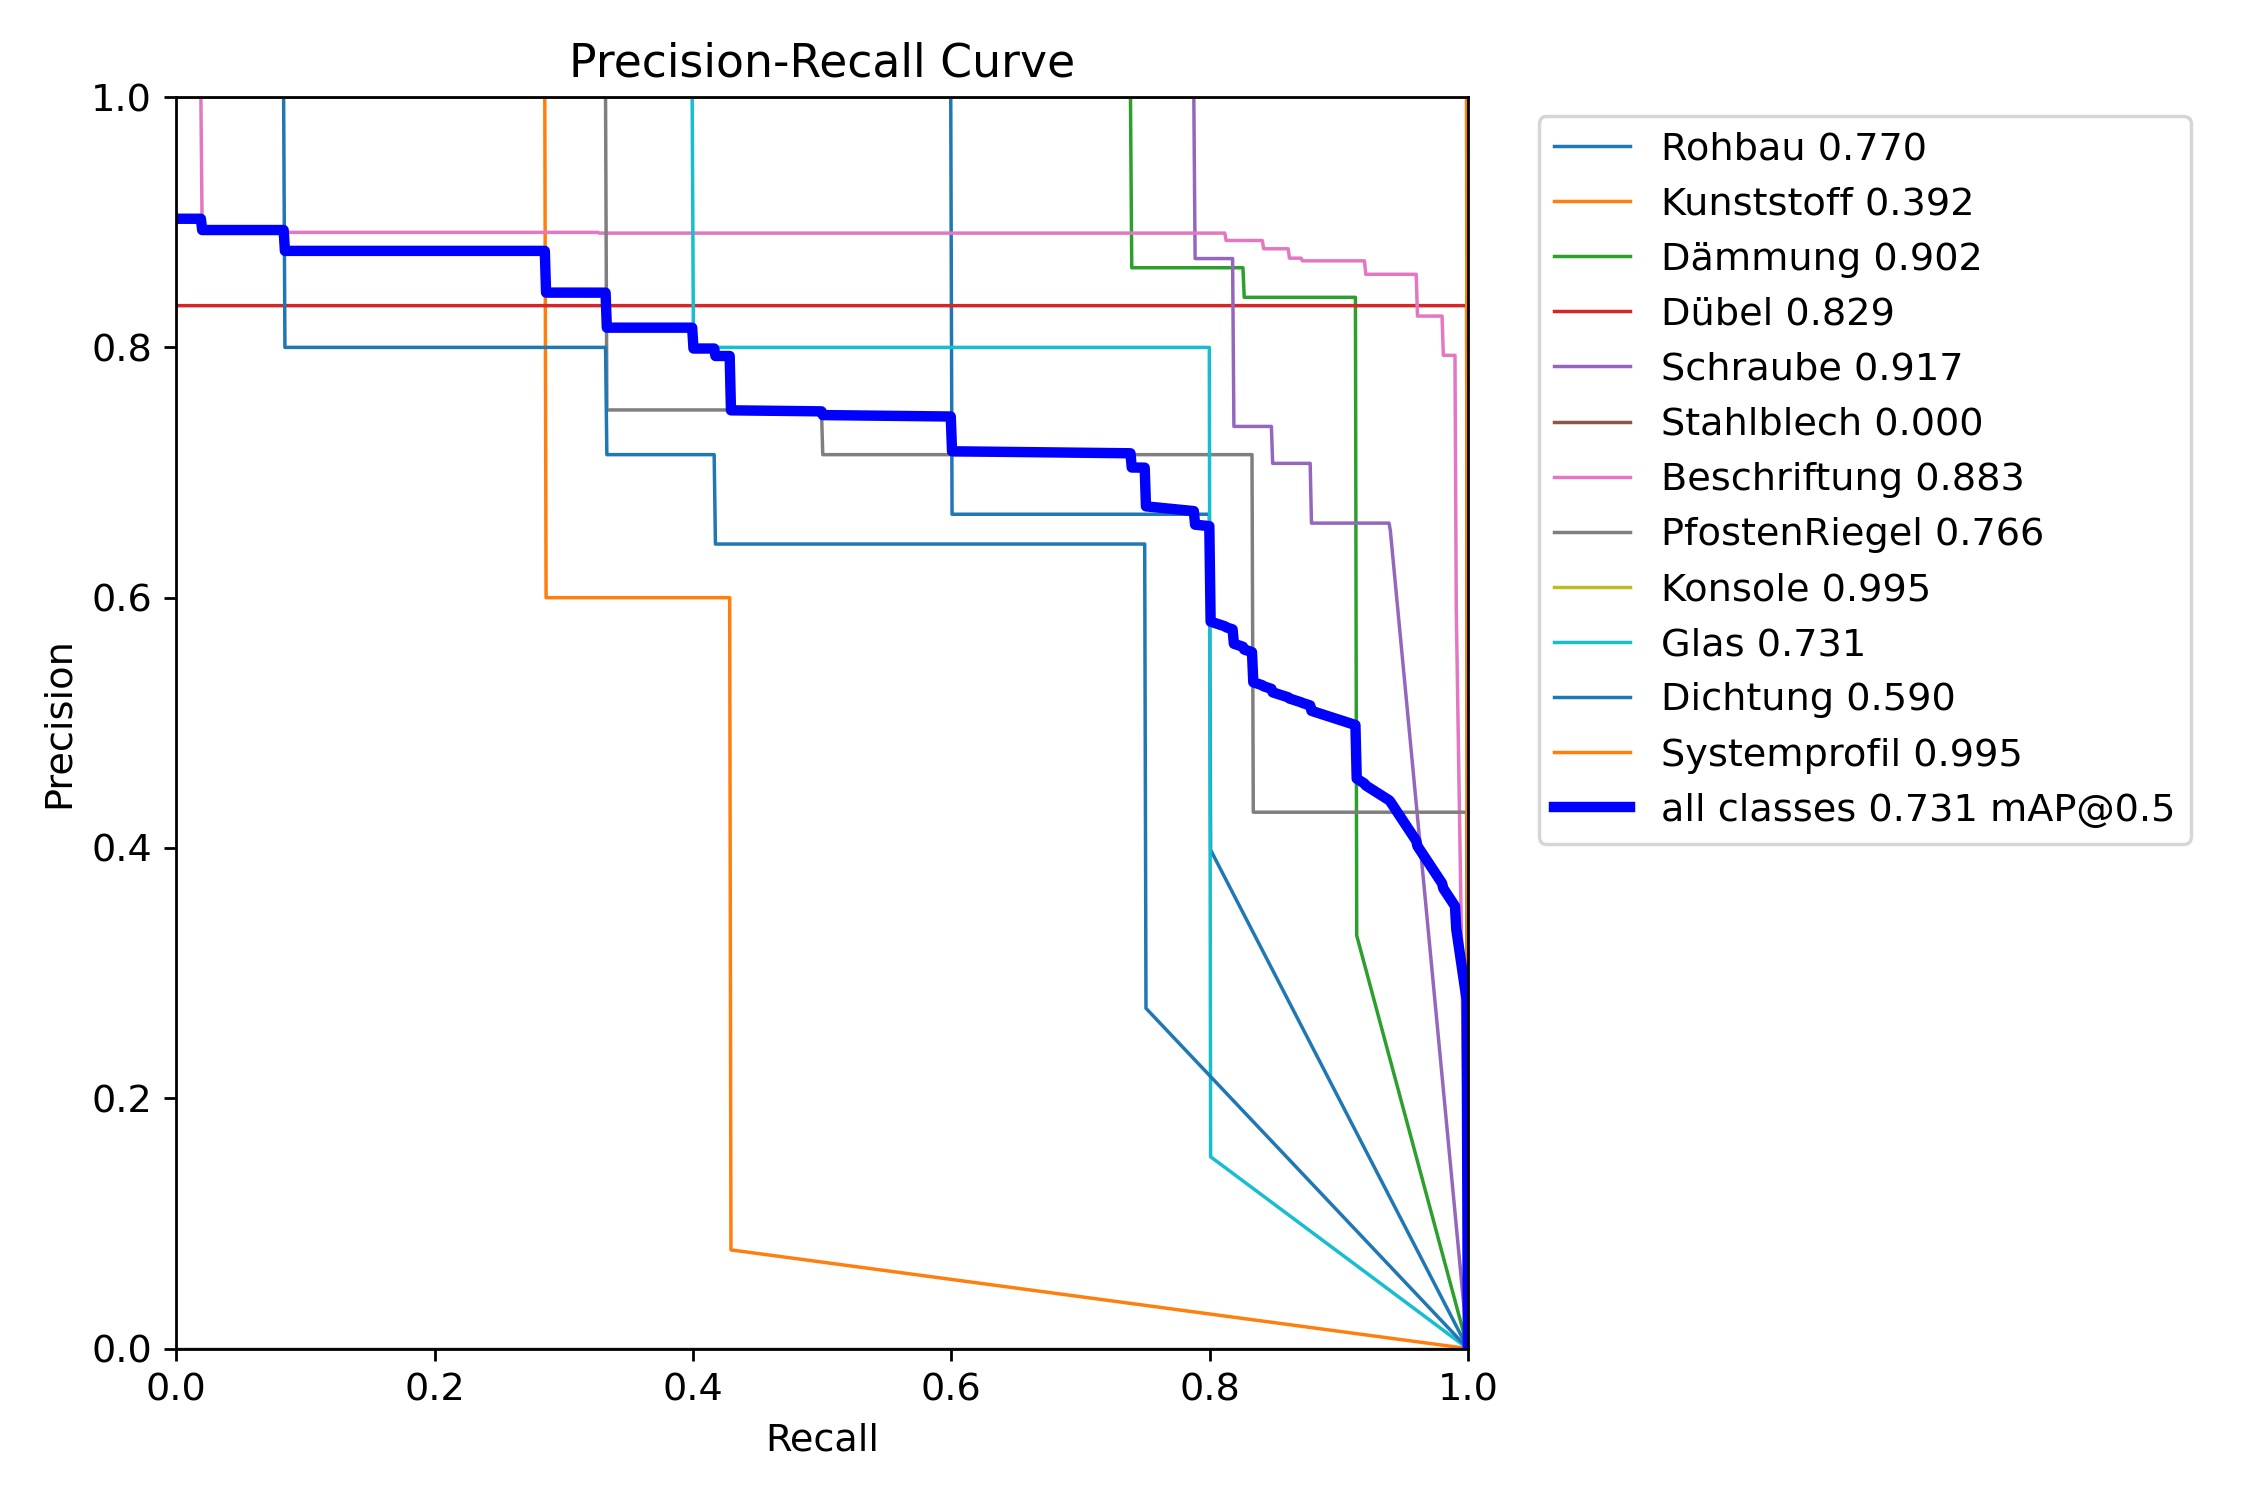 Precision-Recall Curve
1.0
0.8
0.6
0.4
0.2
0.0
Precision
0.0 0.2 0.4 0.6 0.8 1.0
Recall
Rohbau 0.770
Kunststoff 0.392
Dämmung 0.902
Dübel 0.829
Schraube 0.917
Stahlblech 0.000
Beschriftung 0.883
PfostenRiegel 0.766
Konsole 0.995
Glas 0.731
Dichtung 0.590
Systemprofil 0.995
all classes 0.731 mAP@0.5